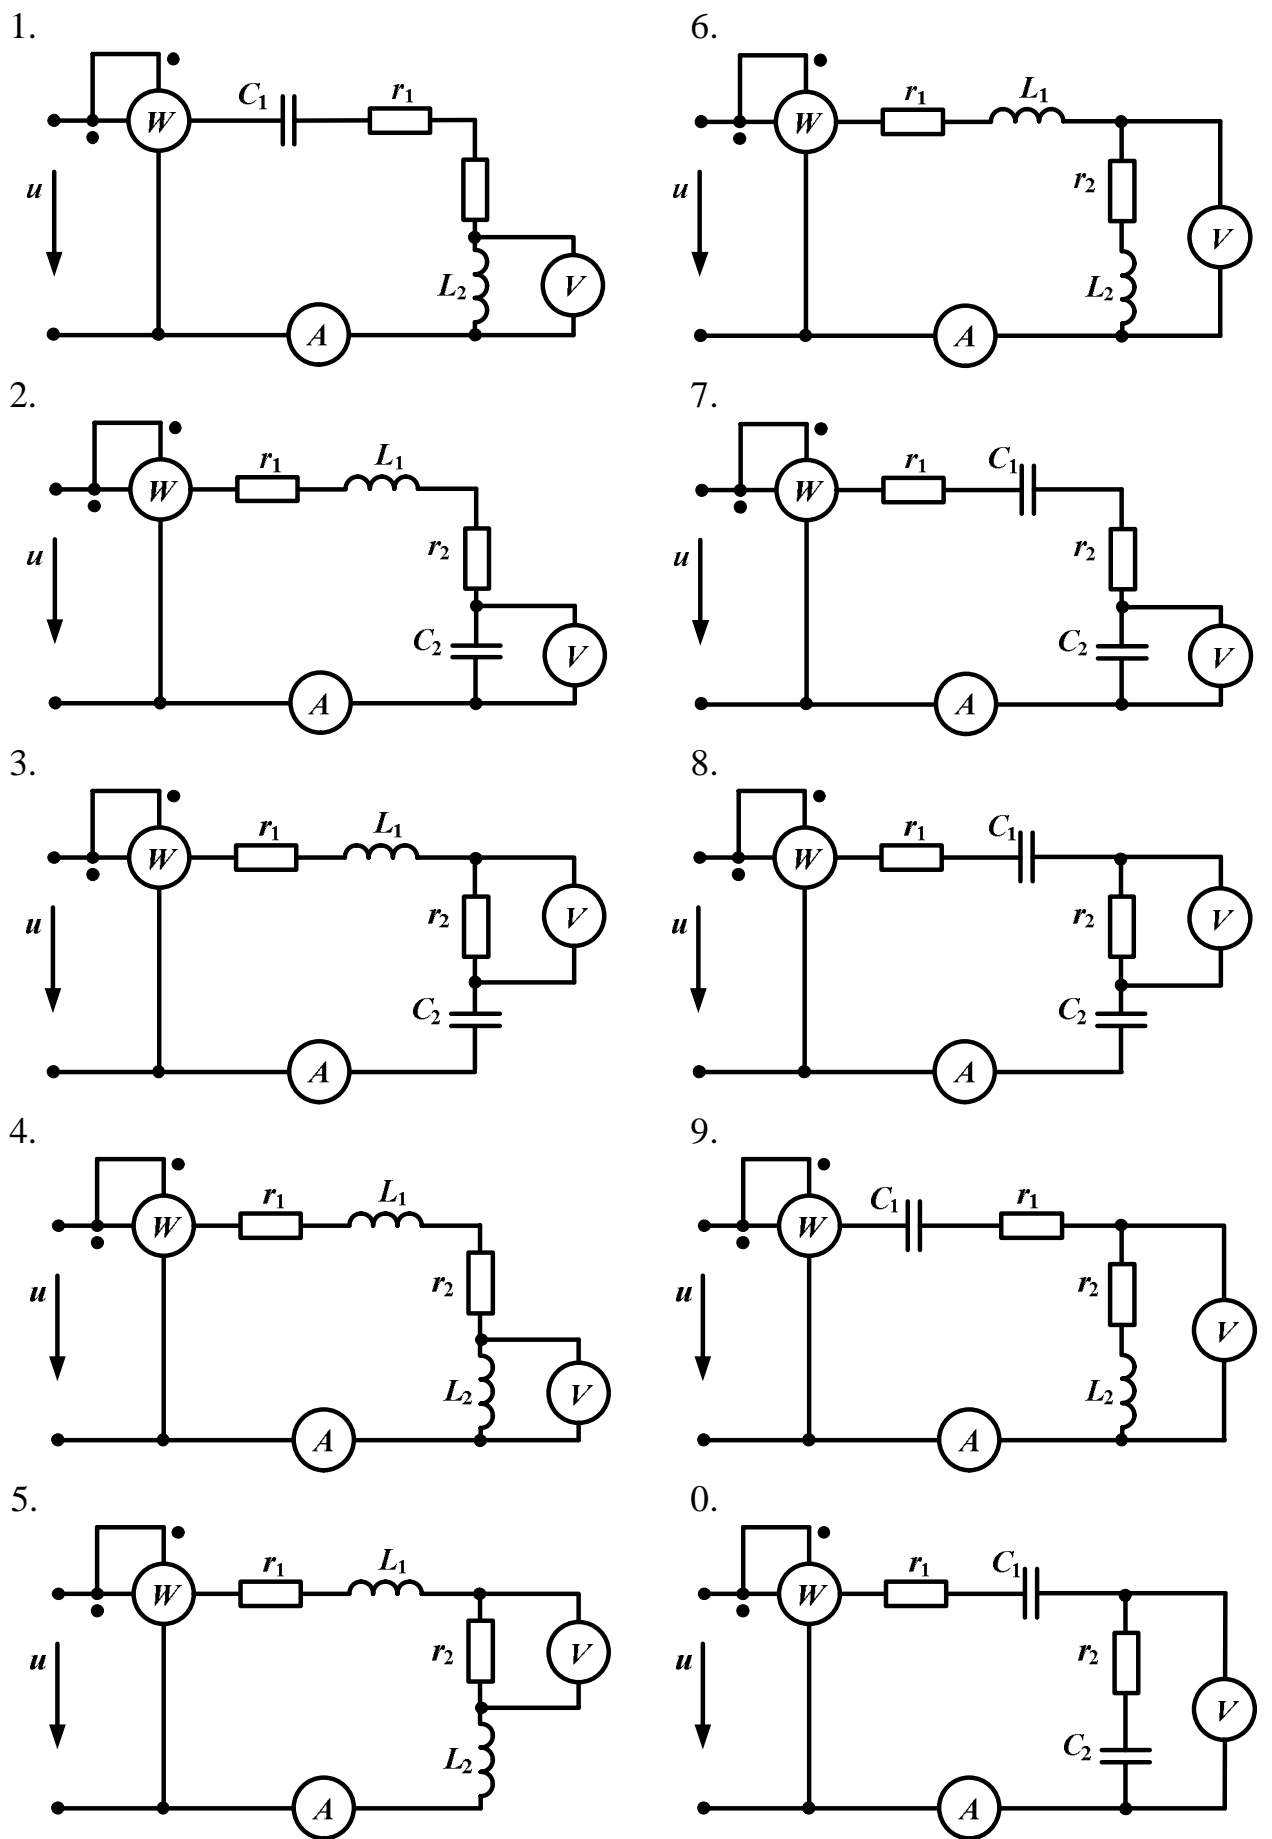 1.
C1 r1
W
u
L2 V
A
6.
r1 L1
W
r2
u
V
L2
A
2.
r1 L1
W
r2
u
C2 V
A
7.
r1 C1
W
r2
u
C2 V
A
3.
r1 L1
W
r2 V
u
C2
A
8.
r1 C1
W
r2 V
u
C2
A
4.
r1 L1
W
r2
u
L2 V
A
9.
C1 r1
W
r2
u
V
L2
A
5.
r1 L1
W
r2 V
u
L2
A
0.
r1 C1
W
r2
u
V
C2
A